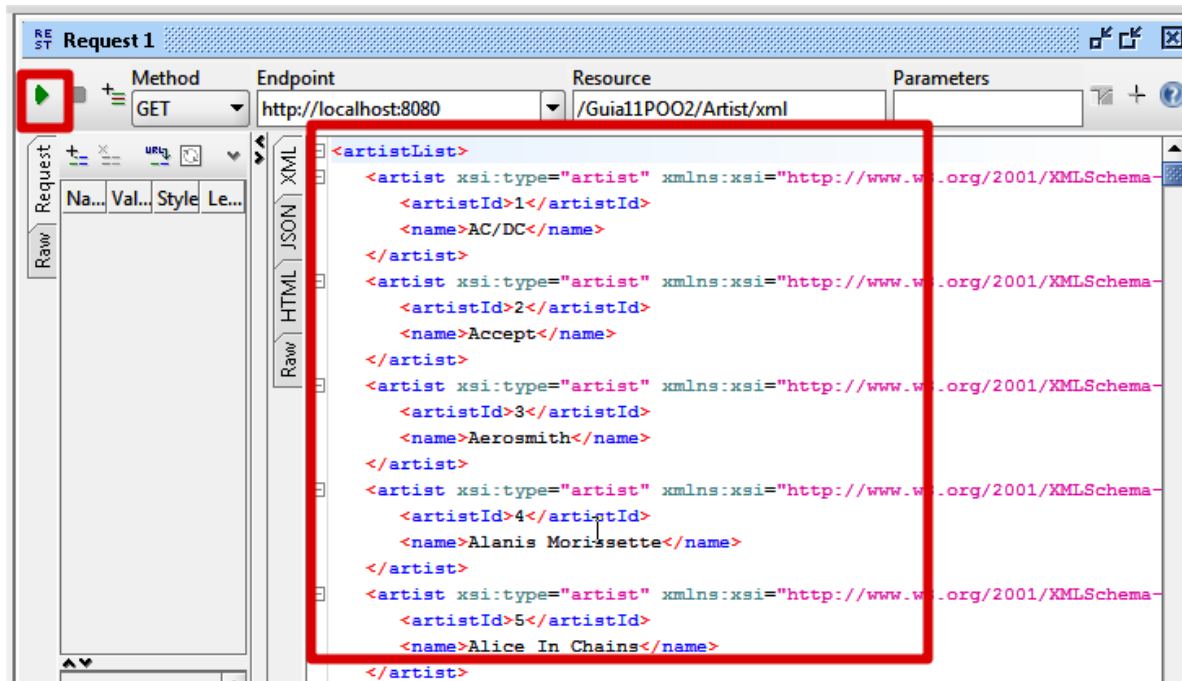 RE
ST Request 1
Method Endpoint Resource Parameters
GET http://localhost:8080 /Guia11POO2/Artist/xml
Request
Raw
URL
Na... Val... Style Le...
XML
JSON
HTML
Raw
<artistList>
<artist xsi:type="artist" xmlns:xsi="http://www.w3.org/2001/XMLSchema-
<artistId>1</artistId>
<name>AC/DC</name>
</artist>
<artist xsi:type="artist" xmlns:xsi="http://www.w3.org/2001/XMLSchema-
<artistId>2</artistId>
<name>Accept</name>
</artist>
<artist xsi:type="artist" xmlns:xsi="http://www.w3.org/2001/XMLSchema-
<artistId>3</artistId>
<name>Aerosmith</name>
</artist>
<artist xsi:type="artist" xmlns:xsi="http://www.w3.org/2001/XMLSchema-
<artistId>4</artistId>
<name>Alanis Morissette</name>
</artist>
<artist xsi:type="artist" xmlns:xsi="http://www.w3.org/2001/XMLSchema-
<artistId>5</artistId>
<name>Alice In Chains</name>
</artist>